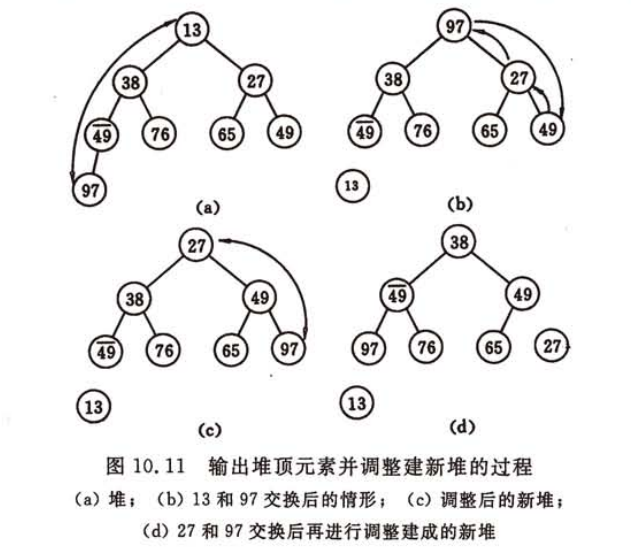 13 97
38 27 38 27
49 76 65 49 49 76 65 49
97 13
(a) (b)
27 38
38 49 49 49
49 76 65 97 97 76 65 27
13 13
(c) (d)
图 10.11 输出堆顶元素并调整建新堆的过程
(a) 堆; (b) 13 和 97 交换后的情形; (c) 调整后的新堆;
(d) 27 和 97 交换后再进行调整建成的新堆